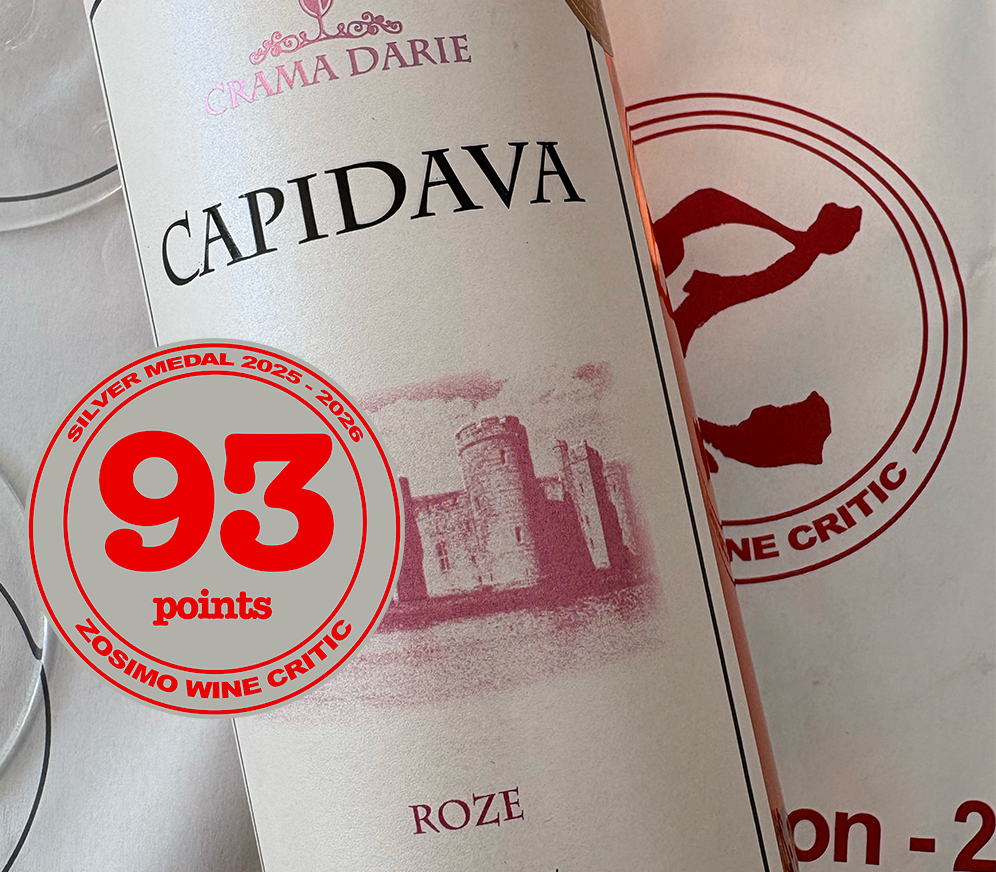 CRAMA DARIE
CAPIDAVA
SILVER MEDAL 2025 - 2026
93
points
ZOSIMO WINE CRITIC
NE CRITIC
ROZE
on - 2